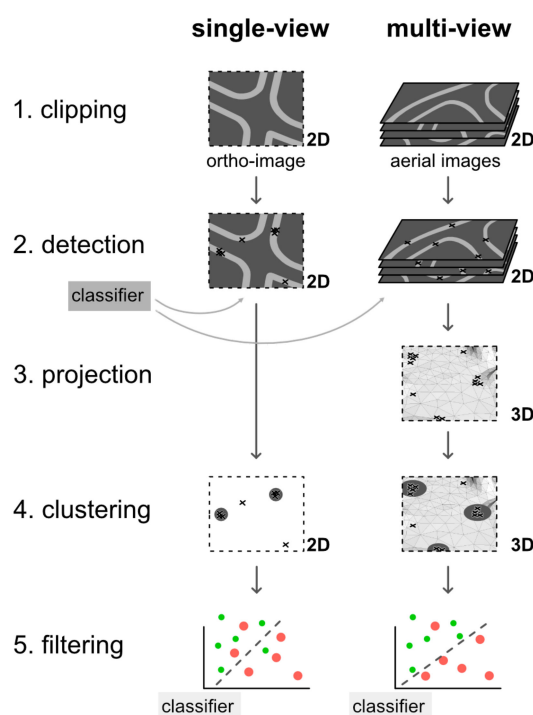 single-view multi-view
1. clipping
2D 2D
ortho-image aerial images
2. detection
2D 2D
classifier
3. projection
3D
4. clustering
2D 3D
5. filtering
classifier classifier